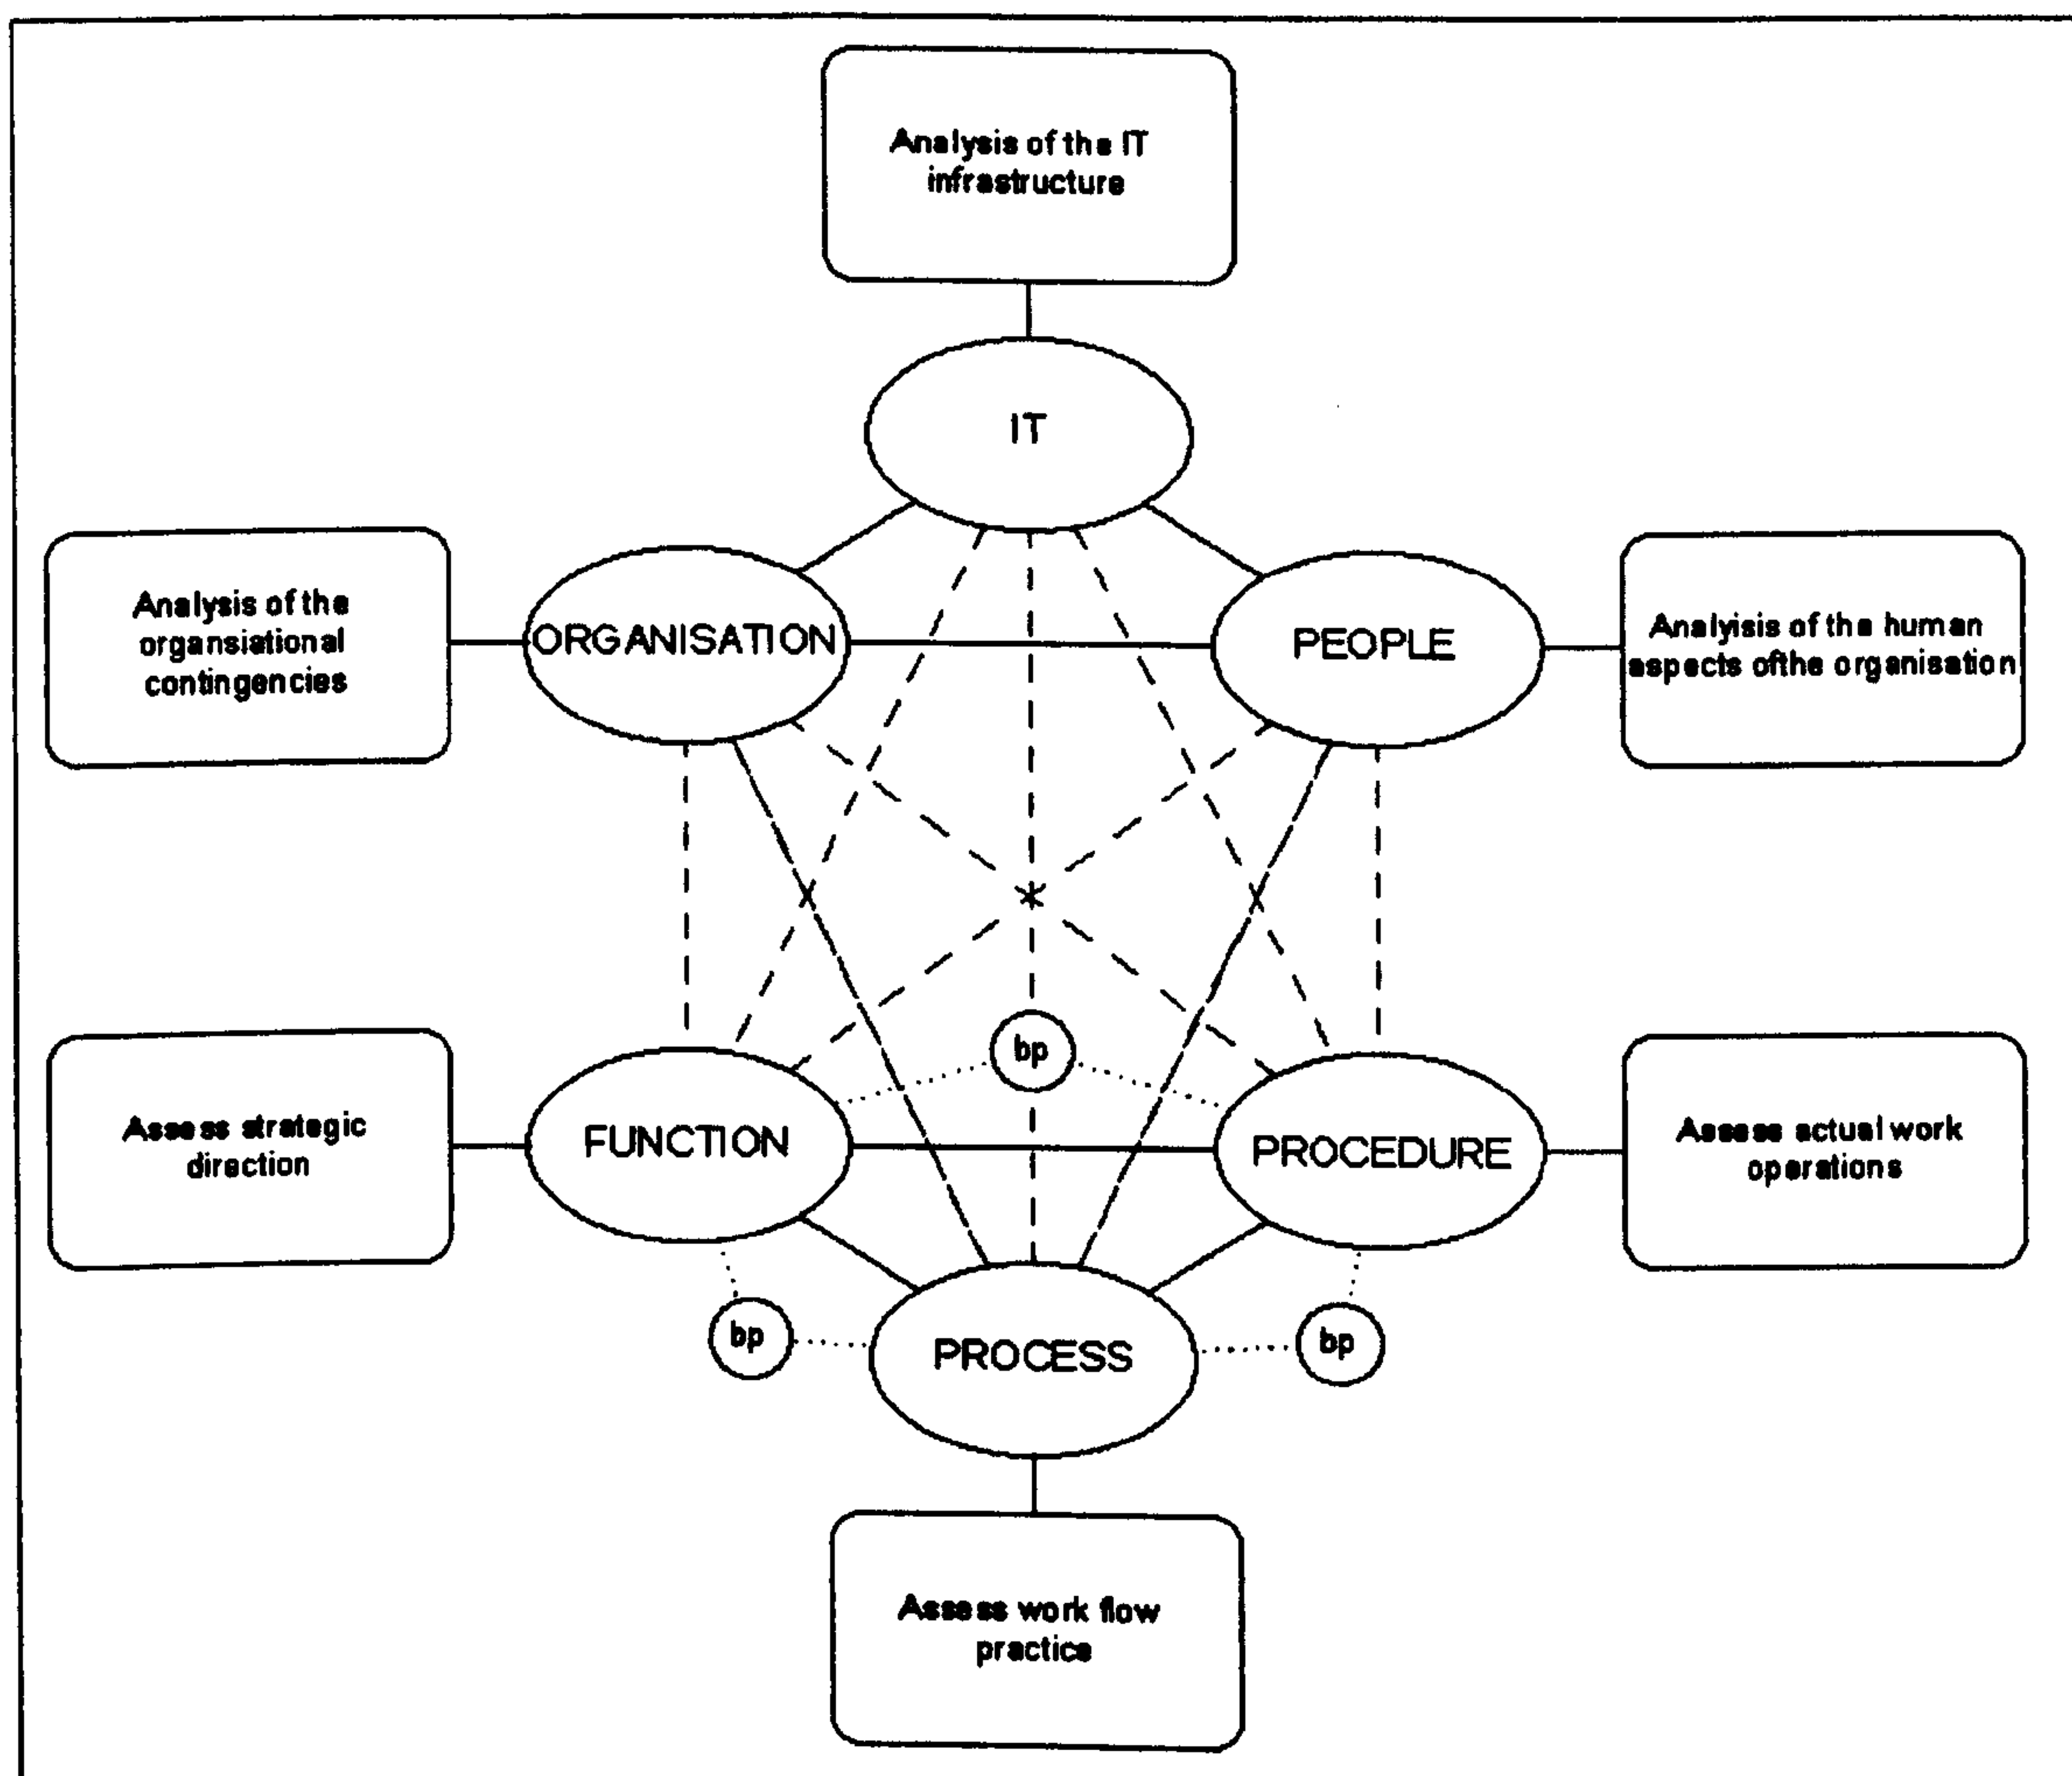 Analysis of the IT
infrastructure
IT
Analysis of the
organsiational
contingencies
ORGANISATION
PEOPLE
Analyisis of the human
aspects ofthe organisation
bp
Assess strategic
direction
FUNCTION
PROCEDURE
Assess actual work
operations
bp
PROCESS
bp
Assess work flow
practice